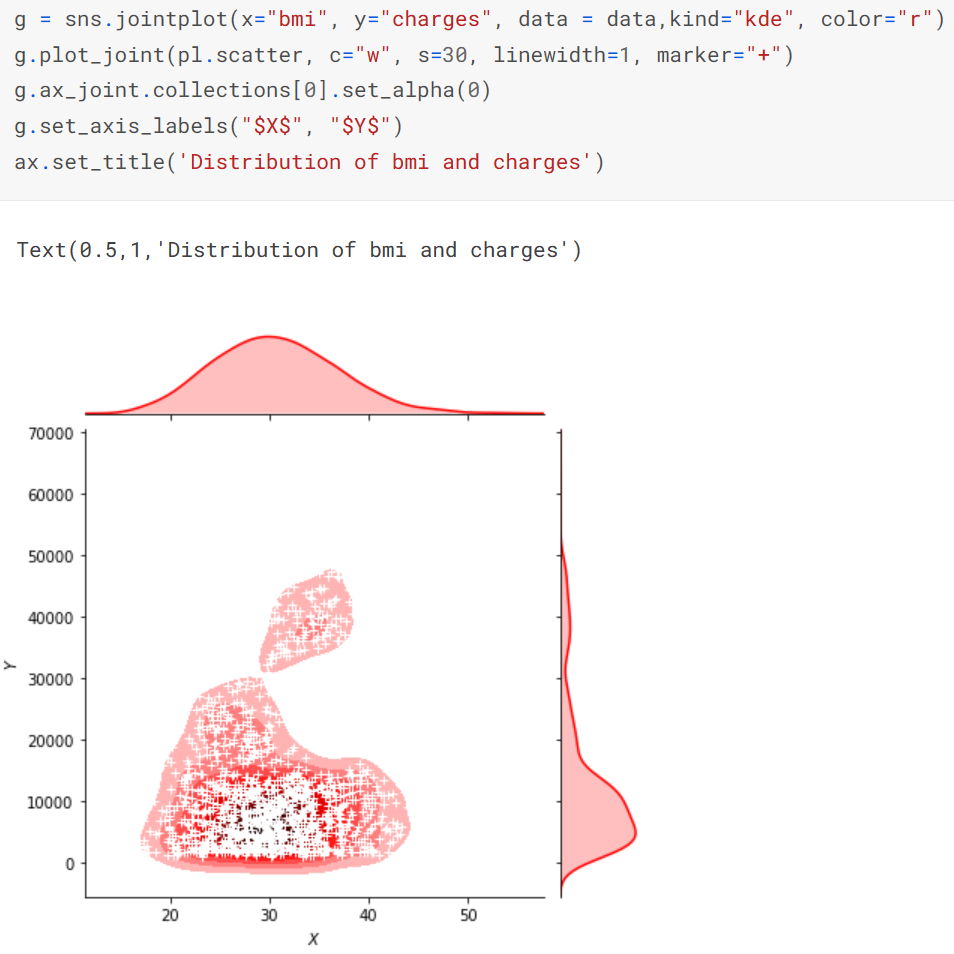 g = sns.jointplot(x="bmi", y="charges", data = data,kind="kde", color="r")
g.plot_joint(pl.scatter, c="w", s=30, linewidth=1, marker="+")
g.ax_joint.collections[0].set_alpha(0)
g.set_axis_labels("$X$", "$Y$")
ax.set_title('Distribution of bmi and charges')
Text(0.5,1,'Distribution of bmi and charges')
70000
60000
50000
40000
30000
20000
10000
0
Y
20 30 40 50
X